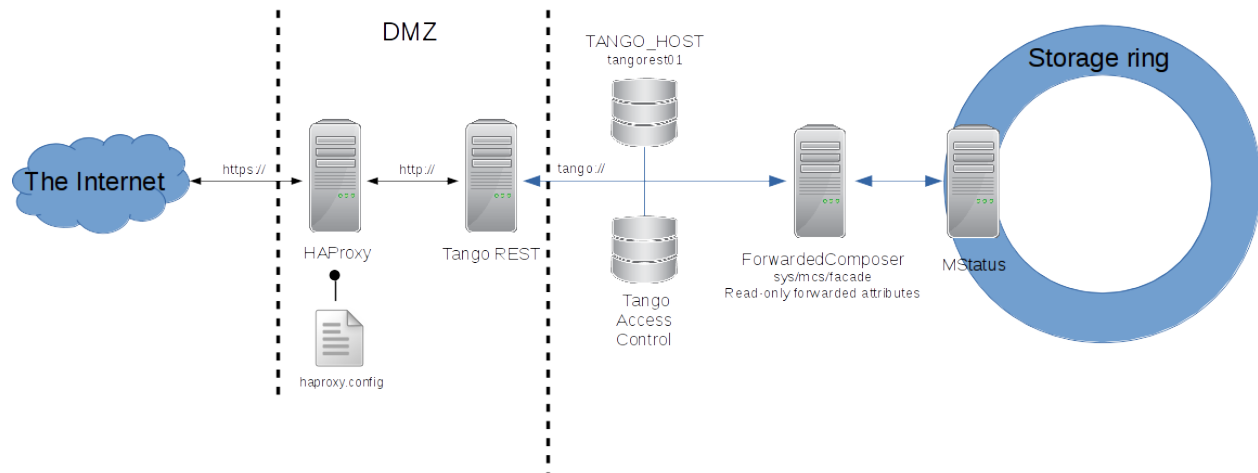 DMZ
TANGO_HOST
tangorest01
Storage ring
The Internet
https://
http://
tango://
HAProxy
Tango REST
ForwardedComposer
sys/mcs/facade
Read-only forwarded attributes
MStatus
Tango
Access
Control
haproxy.config